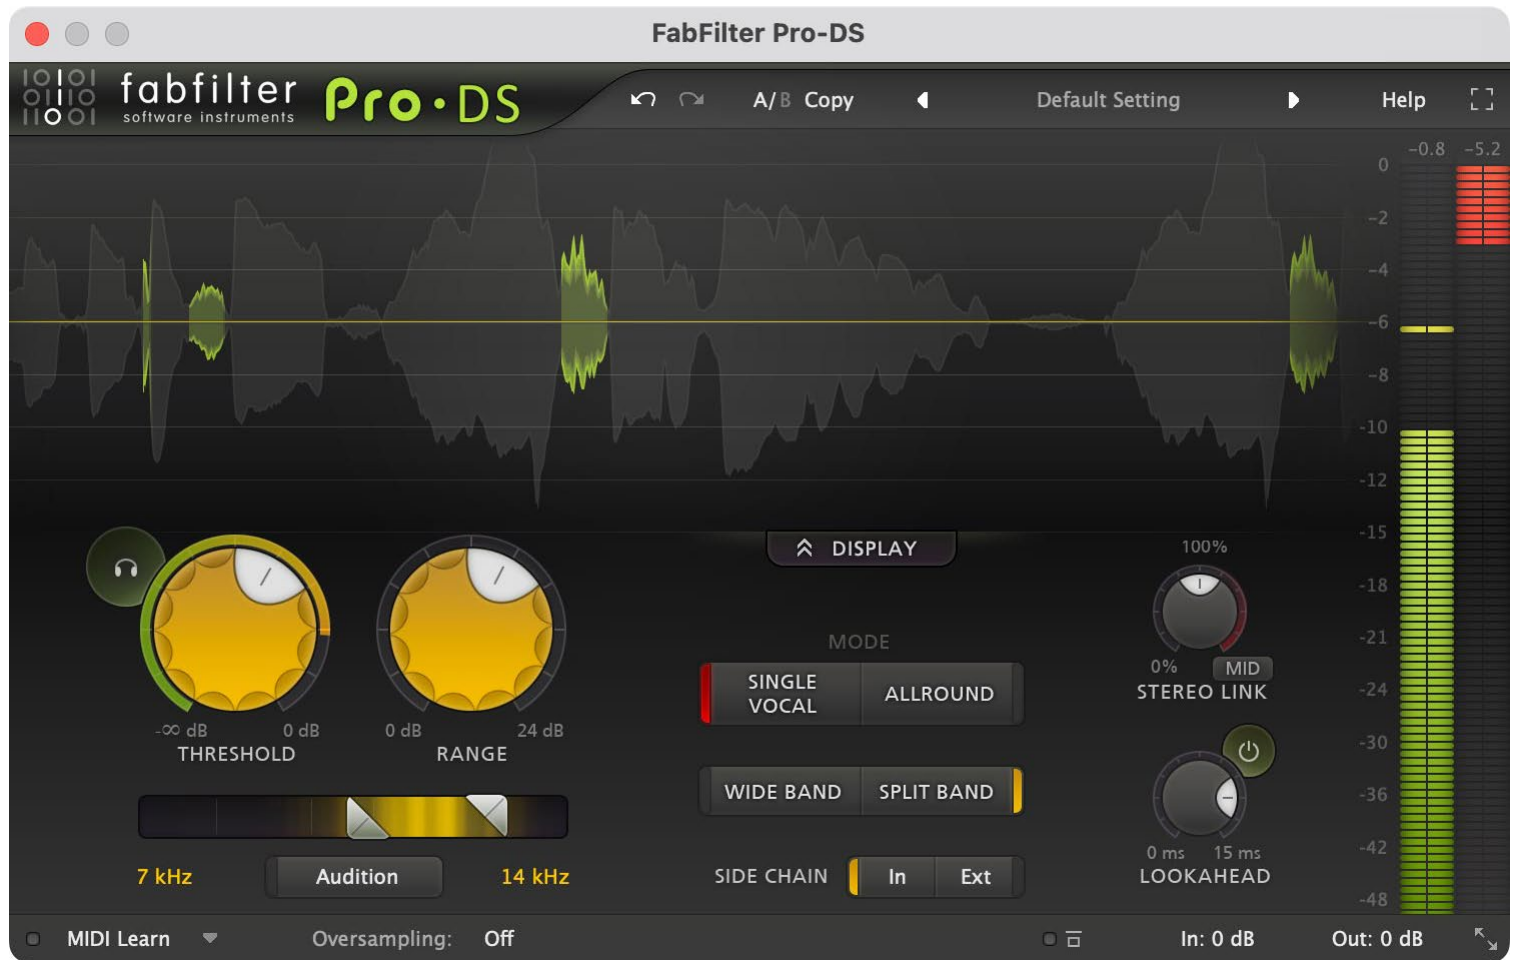 FabFilter Pro-DS
fabfilter
software instruments
Pro·DS
A/B Copy
Default Setting
Help
-0.8 -5.2
0
-2
-4
-6
-8
-10
-12
-15
-18
-21
-24
-30
-36
-42
-48
DISPLAY
-∞ dB 0 dB
THRESHOLD
0 dB 24 dB
RANGE
7 kHz
Audition
14 kHz
MODE
SINGLE
VOCAL
ALLROUND
WIDE BAND
SPLIT BAND
SIDE CHAIN
In
Ext
100%
0% MID
STEREO LINK
0 ms 15 ms
LOOKAHEAD
MIDI Learn
Oversampling: Off
In: 0 dB
Out: 0 dB